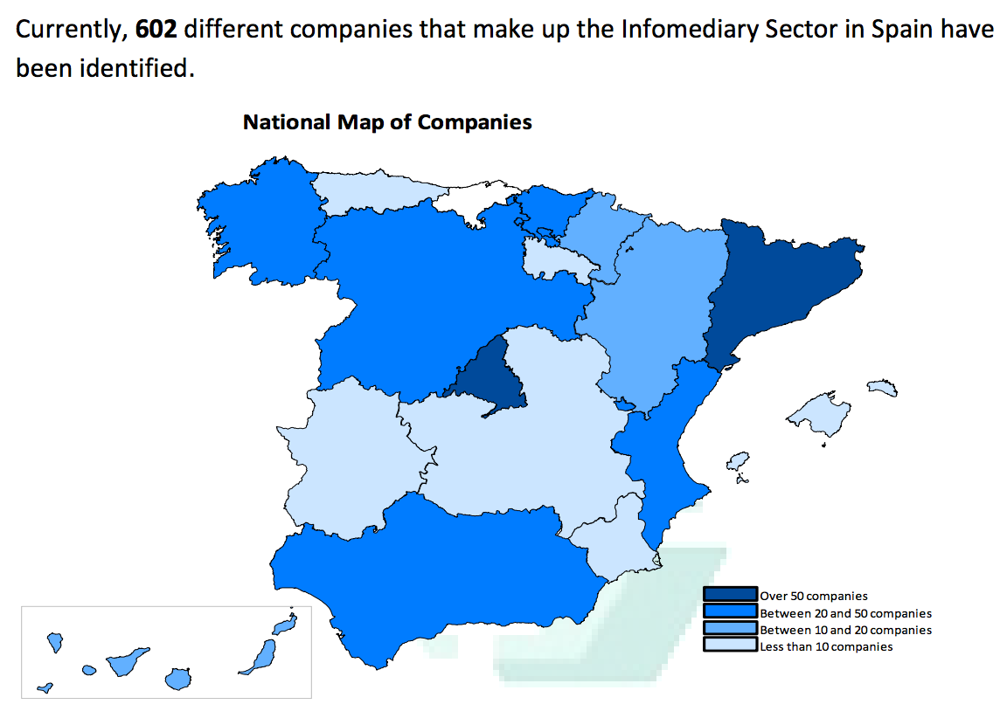 Currently, 602 different companies that make up the Infomediary Sector in Spain have
been identified.
National Map of Companies
Over 50 companies
Between 20 and 50 companies
Between 10 and 20 companies
Less than 10 companies